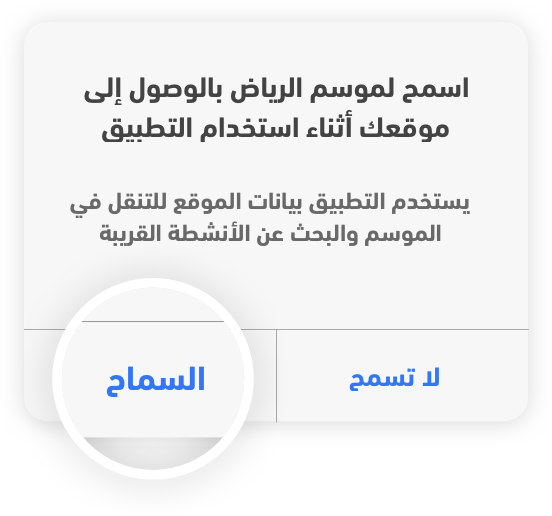 اسمح لموسم الرياض بالوصول إلى
موقعك أثناء استخدام التطبيق
يستخدم التطبيق بيانات الموقع للتنقل في
الموسم والبحث عن الأنشطة القريبة
لا تسمح
السماح